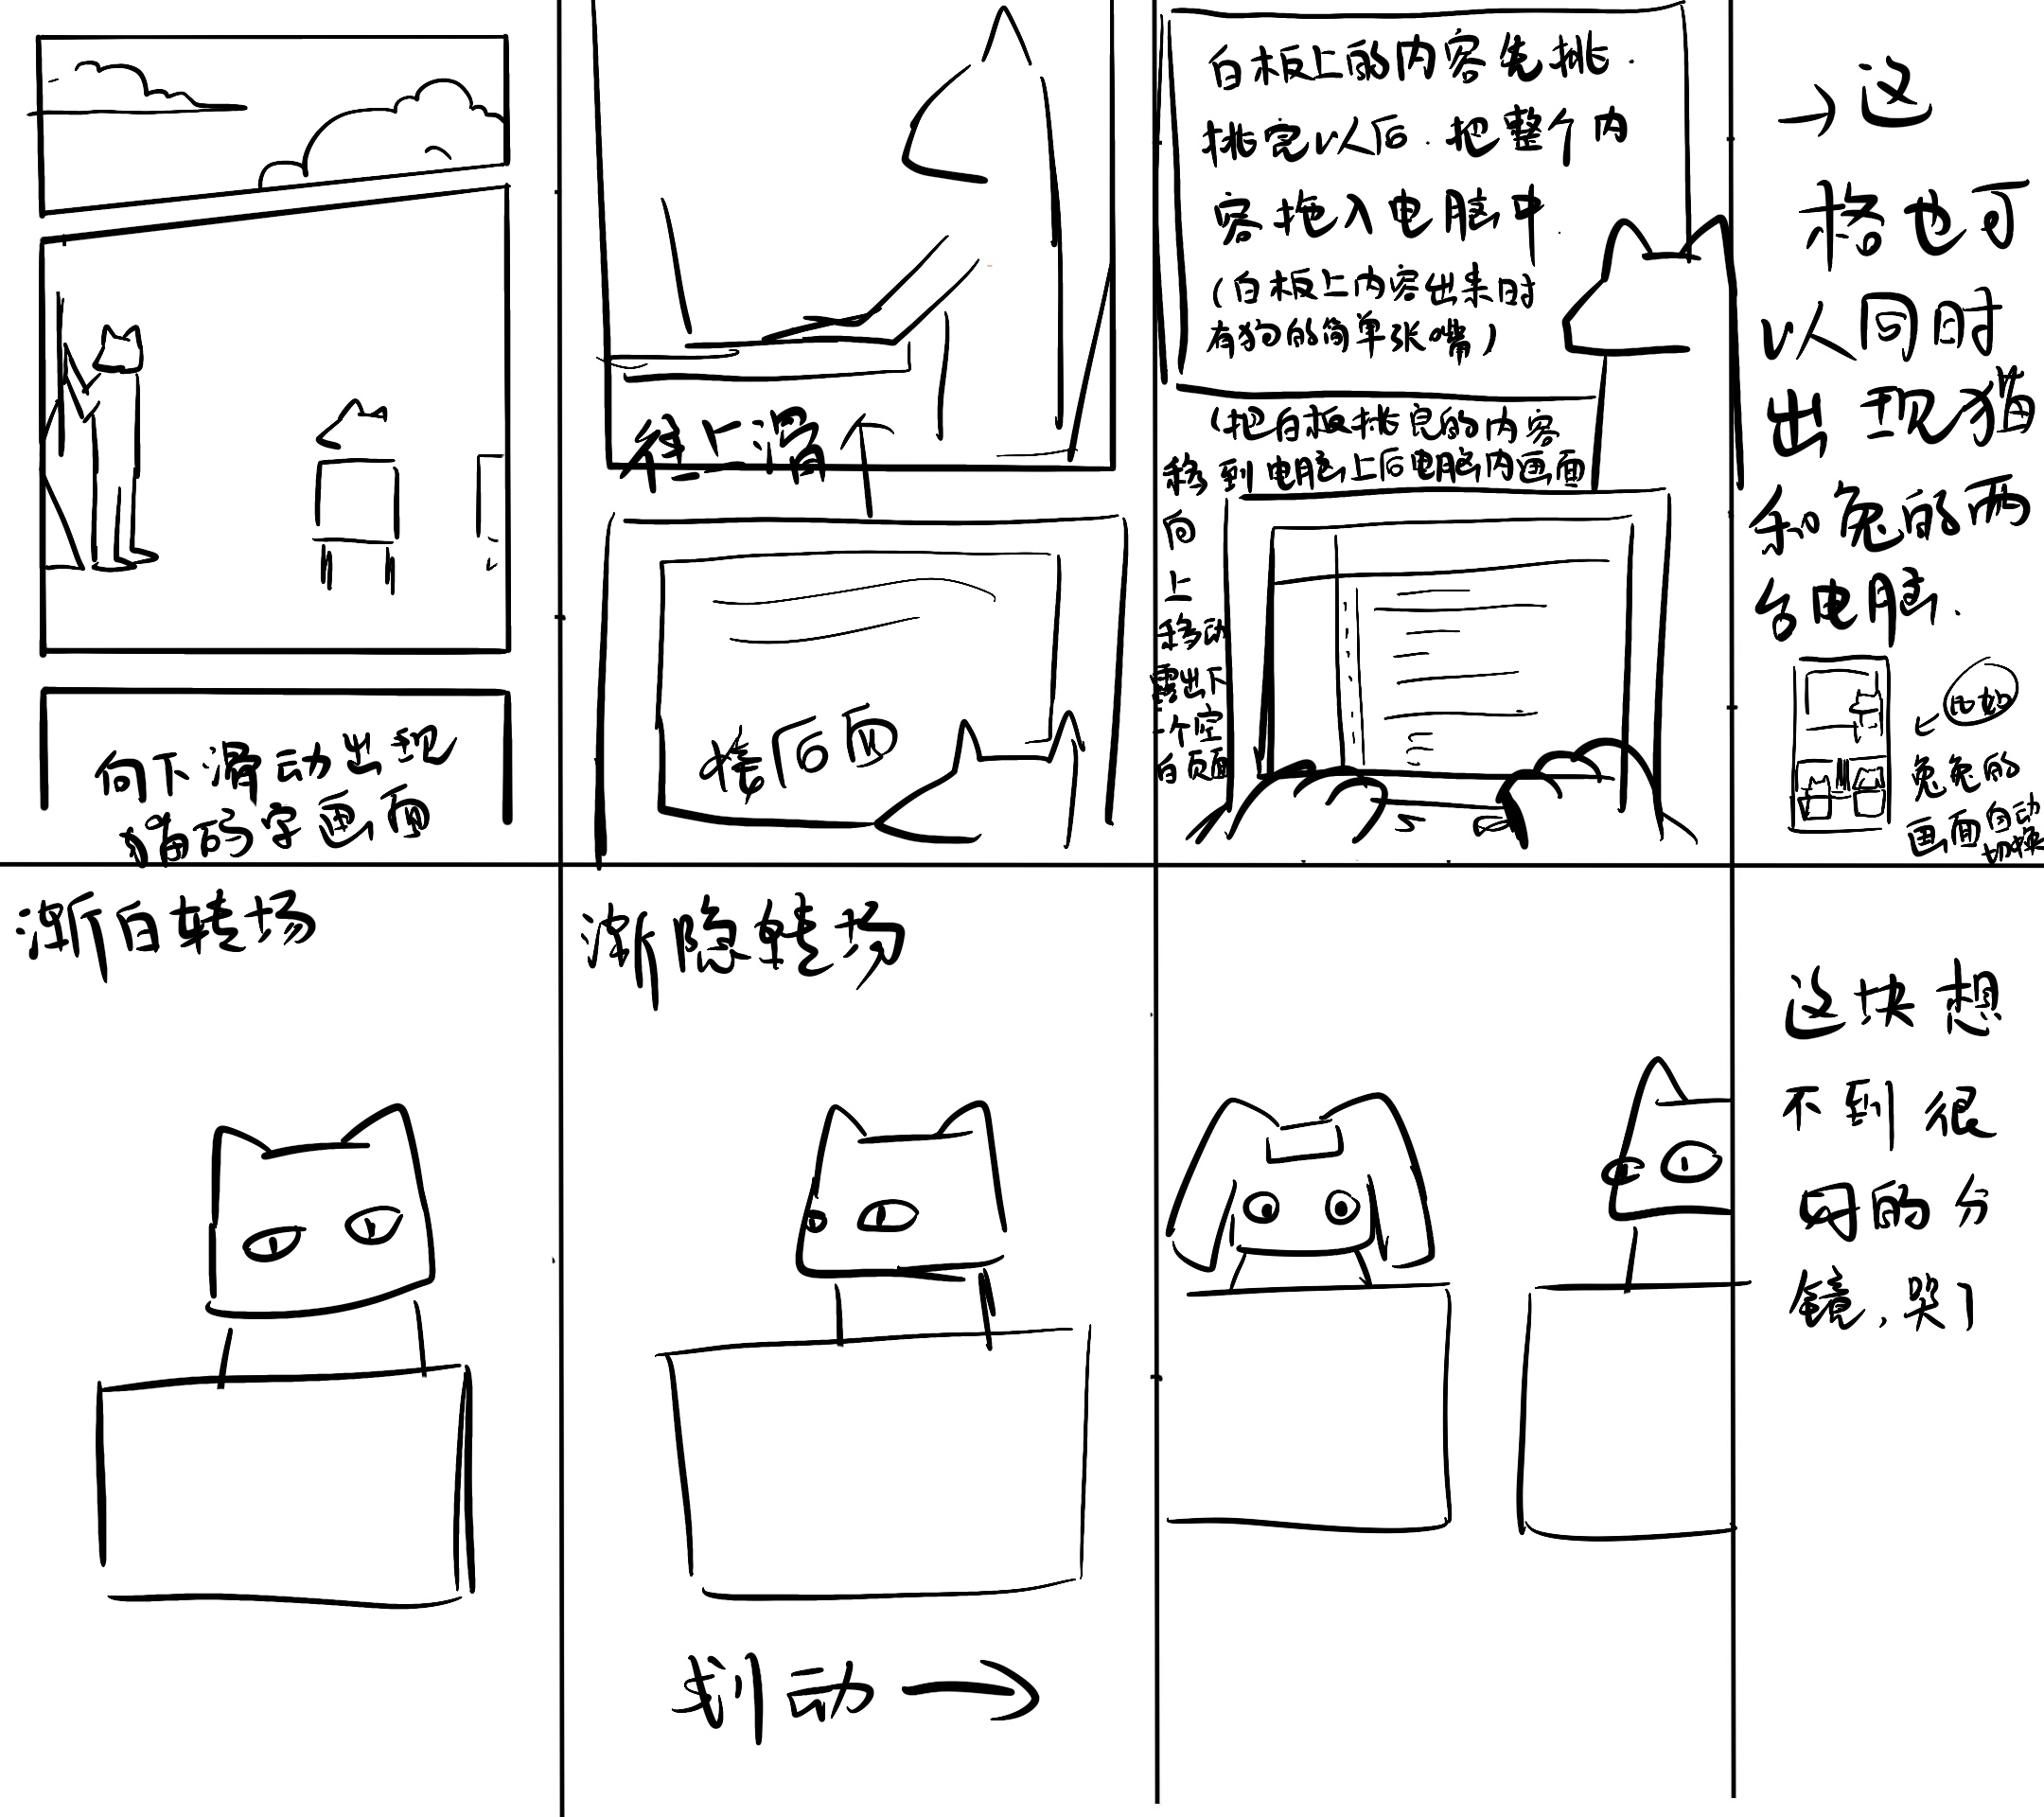 向下滑动出现
猫码字画面
往上滑
接后面
白板上的内容先挑.
挑完以后.把整个内
容拖入电脑中.
(白板上内容出来时
有狗的简单张嘴)
(把白板挑完的内容
移到电脑上后电脑内画面
向
上
移动
露出下
一个空
白页面
→这
格也可
以同时
出现猫
和兔的两
台电脑.
比如
兔兔的
画面自动
切换
渐白转场
渐隐转场
划动→
这块想
不到很
好的分
镜,哭了